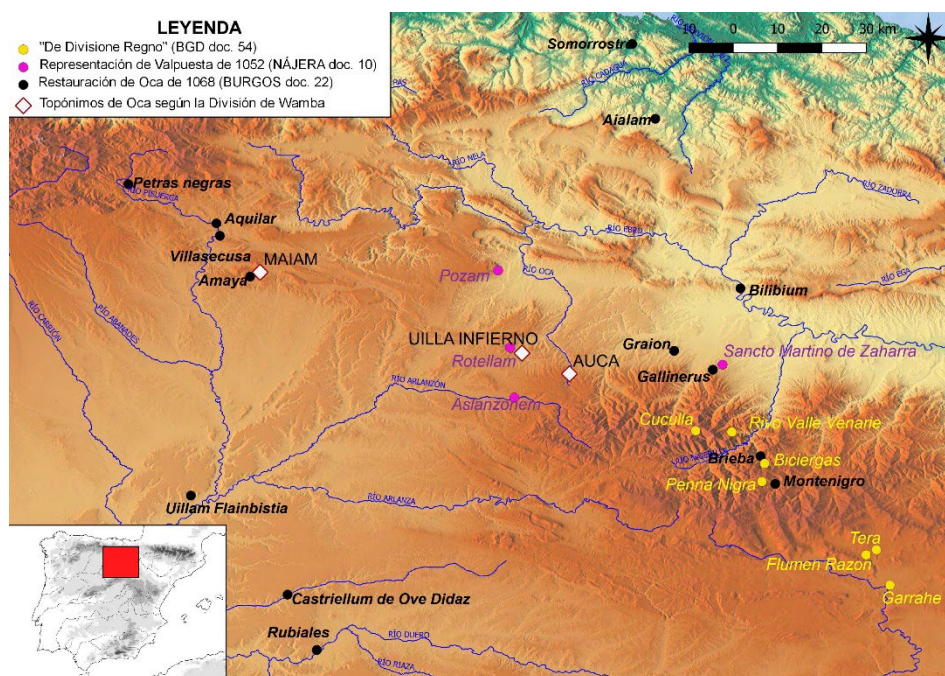 LEYENDA
"De Divisione Regno" (BGD doc. 54)
Representación de Valpuesta de 1052 (NÁJERA doc. 10)
Restauración de Oca de 1068 (BURGOS doc. 22)
Topónimos de Oca según la División de Wamba
Somorrostro
10 0 10 20 30 km
RÍO CADAGUA
Aialam
RÍO NELA
RÍO ZADORRA
Petras negras
RÍO PISUERGA
Aquilar
Villasecusa
MAIAM
Amaya
RÍO EBRO
RÍO OCA
Pozam
RÍO EGA
Bilibium
RÍO CARRIÓN
RÍO ABANADES
UILLA INFIERNO
Rotellam
AUCA
Graion
Sancto Martino de Zaharra
Gallinerus
RÍO ARLANZÓN
Aslanzonem
Cuculla
Rivo Valle Venarie
Brieba
Biciergas
Penna Nigra
Montenigro
RÍO ARLANZA
Uillam Flainbistia
Tera
Flumen Razon
Garrahe
Castriellum de Ove Didaz
Rubiales
RÍO DUERO
RÍO RIAZA